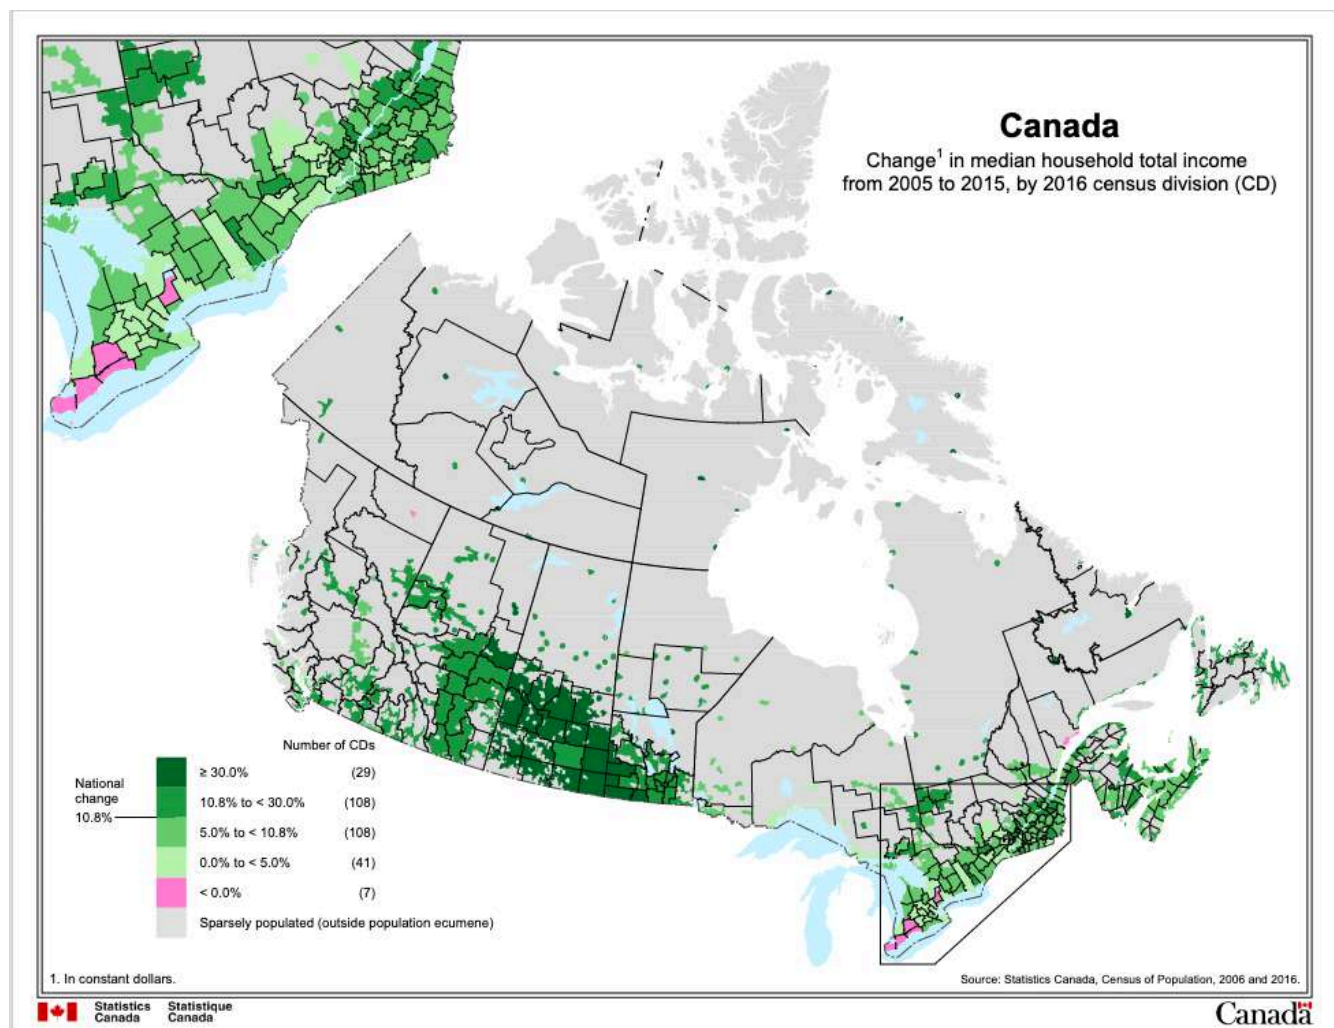 Canada
Change1 in median household total income
from 2005 to 2015, by 2016 census division (CD)
Number of CDs
National
change
10.8%
≥ 30.0% (29)
10.8% to < 30.0% (108)
5.0% to < 10.8% (108)
0.0% to < 5.0% (41)
< 0.0% (7)
Sparsely populated (outside population ecumene)
1. In constant dollars.
Source: Statistics Canada, Census of Population, 2006 and 2016.
Statistics Statistique
Canada Canada
Canada